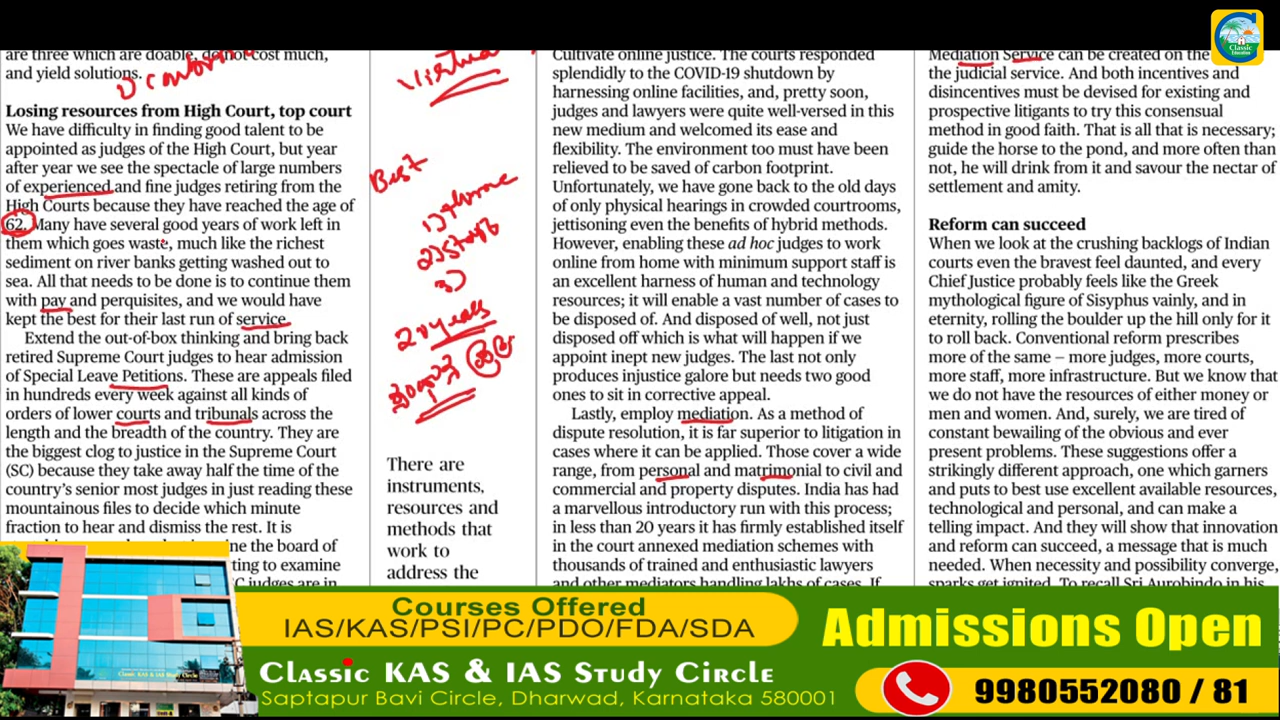 are three which are doable, do not cost much,
and yield solutions.
Losing resources from High Court, top court
We have difficulty in finding good talent to be
appointed as judges of the High Court, but year
after year we see the spectacle of large numbers
of experienced and fine judges retiring from the
High Courts because they have reached the age of
62. Many have several good years of work left in
them which goes waste, much like the richest
sediment on river banks getting washed out to
sea. All that needs to be done is to continue them
with pay and perquisites, and we would have
kept the best for their last run of service.
Extend the out-of-box thinking and bring back
retired Supreme Court judges to hear admission
of Special Leave Petitions. These are appeals filed
in hundreds every week against all kinds of
orders of lower courts and tribunals across the
length and the breadth of the country. They are
the biggest clog to justice in the Supreme Court
(SC) because they take away half the time of the
country's senior most judges in just reading these
mountainous files to decide which minute
fraction to hear and dismiss the rest. It is
the board of
ting to examine
judges are in
Virtual
Best
1) Home
2) Staff
3)
20 years
There are
instruments,
resources and
methods that
work to
address the
Cultivate online justice. The courts responded
splendidly to the COVID-19 shutdown by
harnessing online facilities, and, pretty soon,
judges and lawyers were quite well-versed in this
new medium and welcomed its ease and
flexibility. The environment too must have been
relieved to be saved of carbon footprint.
Unfortunately, we have gone back to the old days
of only physical hearings in crowded courtrooms,
jettisoning even the benefits of hybrid methods.
However, enabling these ad hoc judges to work
online from home with minimum support staff is
an excellent harness of human and technology
resources; it will enable a vast number of cases to
be disposed of. And disposed of well, not just
disposed off which is what will happen if we
appoint inept new judges. The last not only
produces injustice galore but needs two good
ones to sit in corrective appeal.
Lastly, employ mediation. As a method of
dispute resolution, it is far superior to litigation in
cases where it can be applied. Those cover a wide
range, from personal and matrimonial to civil and
commercial and property disputes. India has had
a marvellous introductory run with this process;
in less than 20 years it has firmly established itself
in the court annexed mediation schemes with
thousands of trained and enthusiastic lawyers
and other mediators handling lakhs of cases. If
Mediation Service can be created on the
the judicial service. And both incentives and
disincentives must be devised for existing and
prospective litigants to try this consensual
method in good faith. That is all that is necessary;
guide the horse to the pond, and more often than
not, he will drink from it and savour the nectar of
settlement and amity.
Reform can succeed
When we look at the crushing backlogs of Indian
courts even the bravest feel daunted, and every
Chief Justice probably feels like the Greek
mythological figure of Sisyphus vainly, and in
eternity, rolling the boulder up the hill only for it
to roll back. Conventional reform prescribes
more of the same — more judges, more courts,
more staff, more infrastructure. But we know that
we do not have the resources of either money or
men and women. And, surely, we are tired of
constant bewailing of the obvious and ever
present problems. These suggestions offer a
strikingly different approach, one which garners
and puts to best use excellent available resources,
technological and personal, and can make a
telling impact. And they will show that innovation
and reform can succeed, a message that is much
needed. When necessity and possibility converge,
sparks get ignited. To recall Sri Aurobindo in his
Classic
Education
Courses Offered
IAS/KAS/PSI/PC/PDO/FDA/SDA
Classic KAS & IAS Study Circle
Saptapur Bavi Circle, Dharwad, Karnataka 580001
Admissions Open
9980552080 / 81